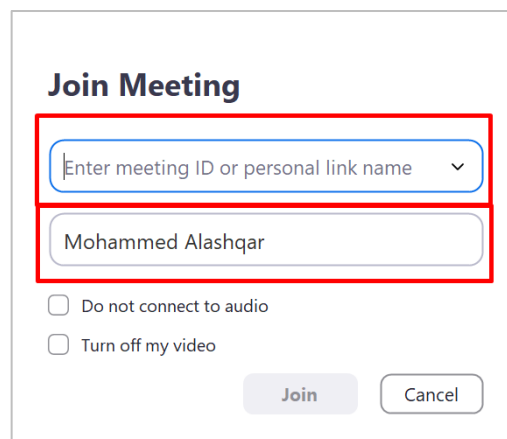 Join Meeting
Enter meeting ID or personal link name
Mohammed Alashqar
Do not connect to audio
Turn off my video
Join Cancel